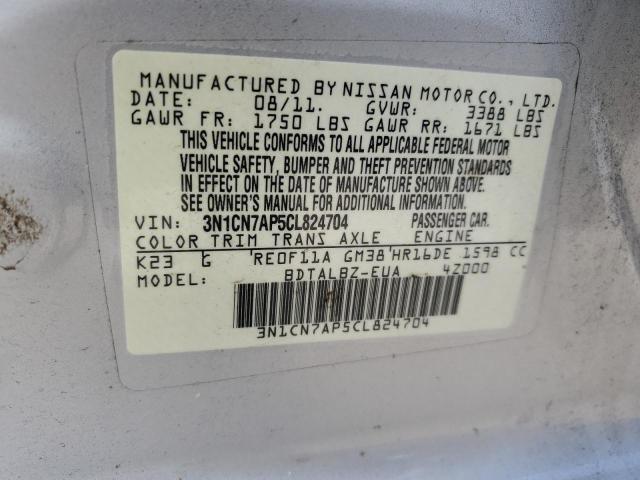 MANUFACTURED BY NISSAN MOTOR CO., LTD.
DATE: 08/11. GVWR: 3388 LBS
GAWR FR: 1750 LBS GAWR RR: 1671 LBS
THIS VEHICLE CONFORMS TO ALL APPLICABLE FEDERAL MOTOR
VEHICLE SAFETY, BUMPER AND THEFT PREVENTION STANDARDS
IN EFFECT ON THE DATE OF MANUFACTURE SHOWN ABOVE.
SEE OWNER'S MANUAL FOR ADDITIONAL INFORMATION.
VIN: 3N1CN7AP5CL824704 PASSENGER CAR.
COLOR TRIM TRANS AXLE ENGINE
K23 G RE0F11A GM38 HR16DE 1598 CC
MODEL: BDTALBZ-EUA 4Z000
3N1CN7AP5CL824704